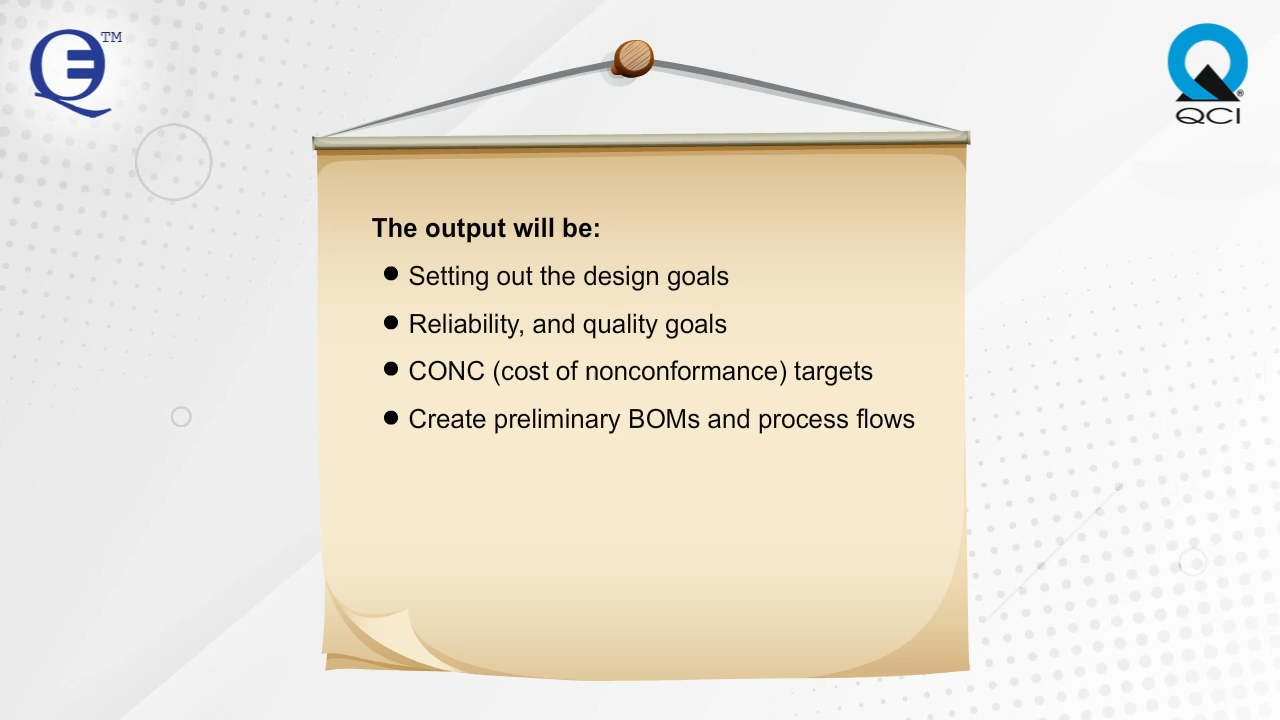 QE™
QCI®
The output will be:
● Setting out the design goals
● Reliability, and quality goals
● CONC (cost of nonconformance) targets
● Create preliminary BOMs and process flows